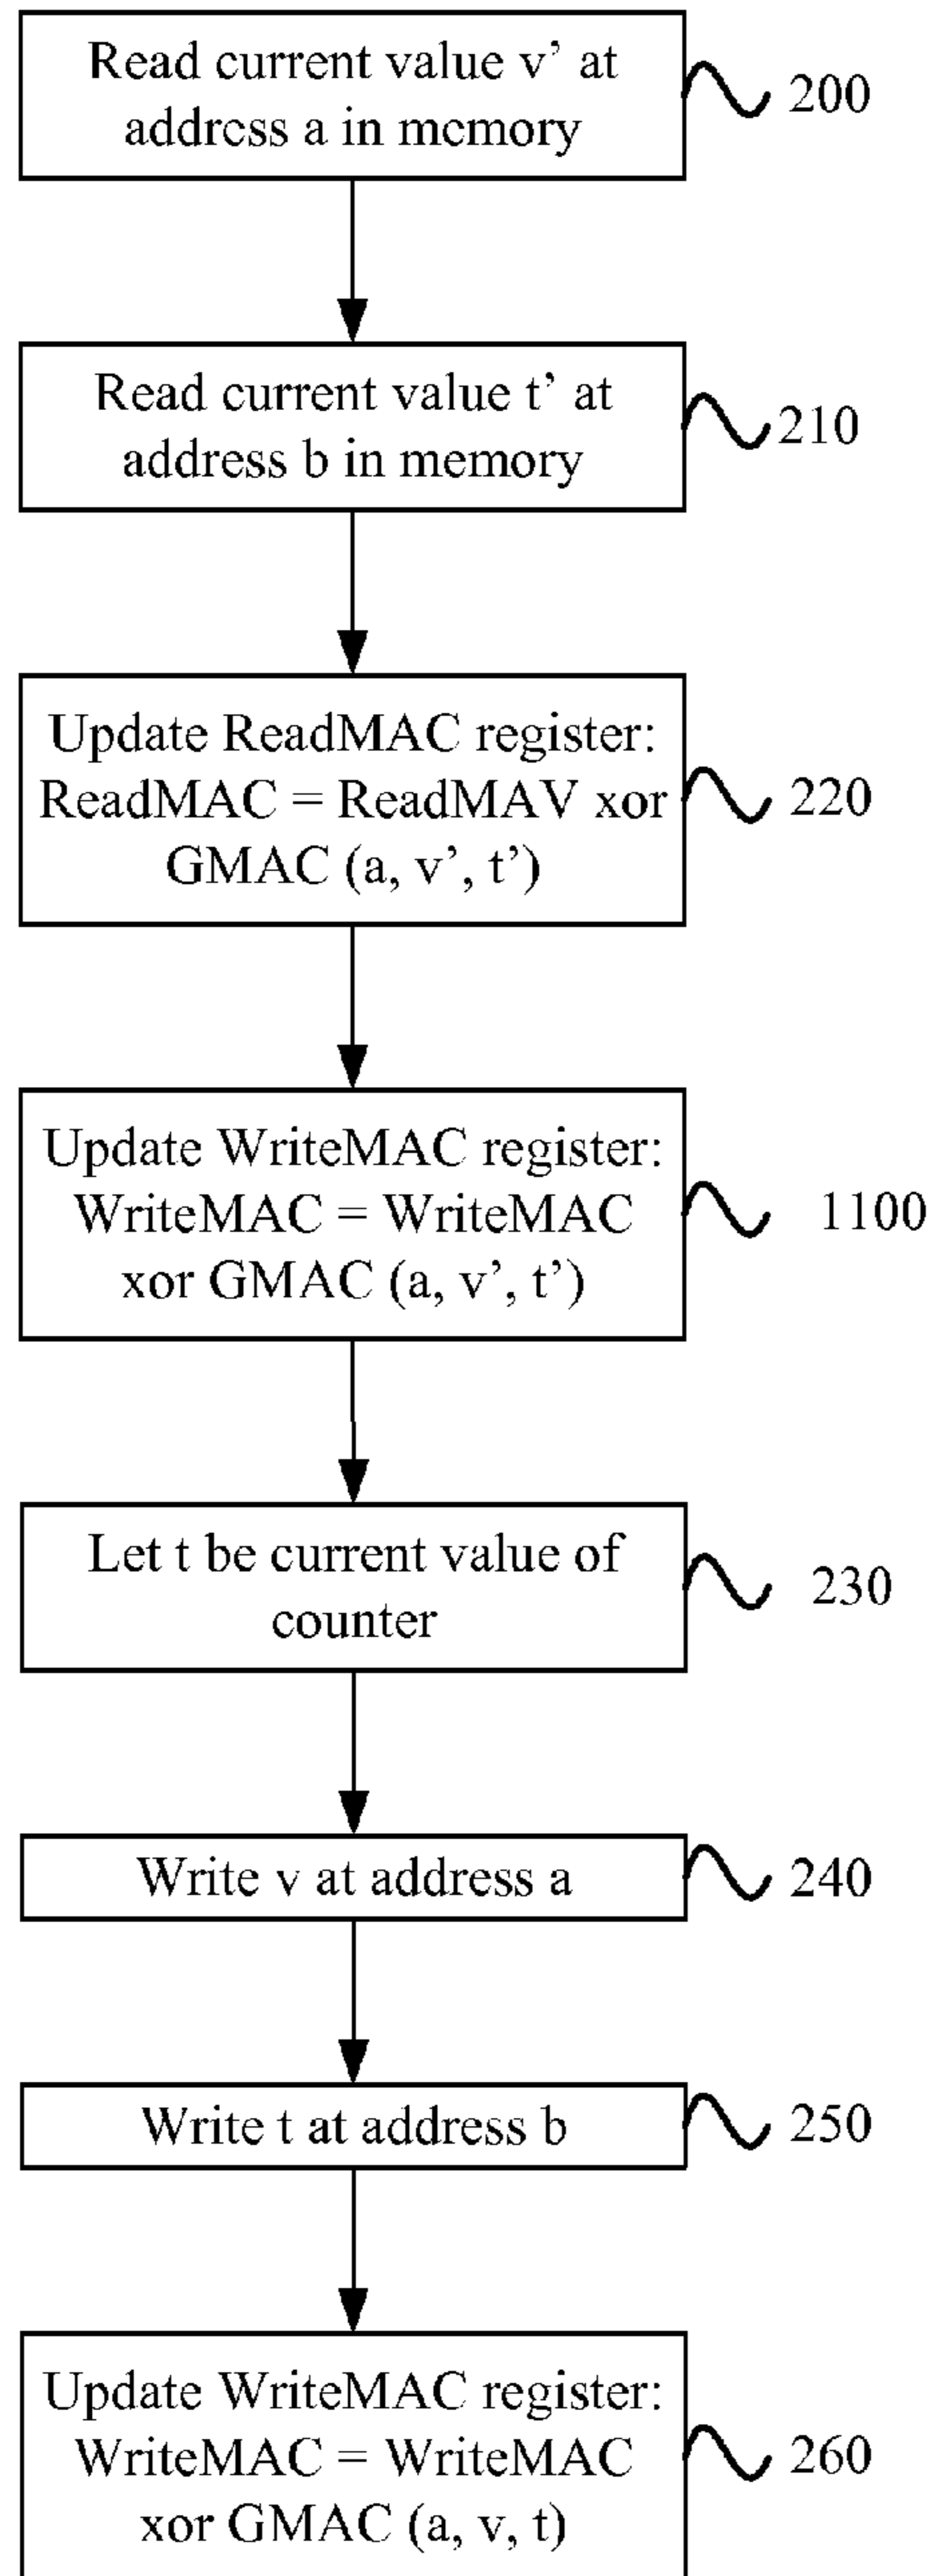 Read current value v’ at
address a in memory
200
Read current value t’ at
address b in memory
210
Update ReadMAC register:
ReadMAC = ReadMAV xor
GMAC (a, v’, t’)
220
Update WriteMAC register:
WriteMAC = WriteMAC
xor GMAC (a, v’, t’)
1100
Let t be current value of
counter
230
Write v at address a
240
Write t at address b
250
Update WriteMAC register:
WriteMAC = WriteMAC
xor GMAC (a, v, t)
260